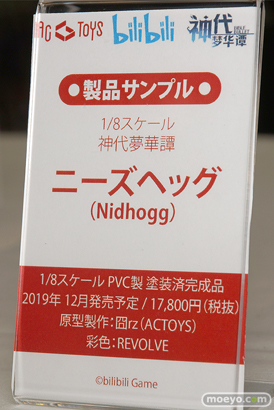 AC TOYS bilibili 神代梦华谭
●製品サンプル●
1/8スケール
神代夢華譚
ニーズヘッグ
(Nidhogg)
1/8スケール PVC製 塗装済完成品
2019年 12月発売予定 / 17,800円(税抜)
原型製作:囧rz (ACTOYS)
彩色:REVOLVE
©bilibili Game
moeyo.com